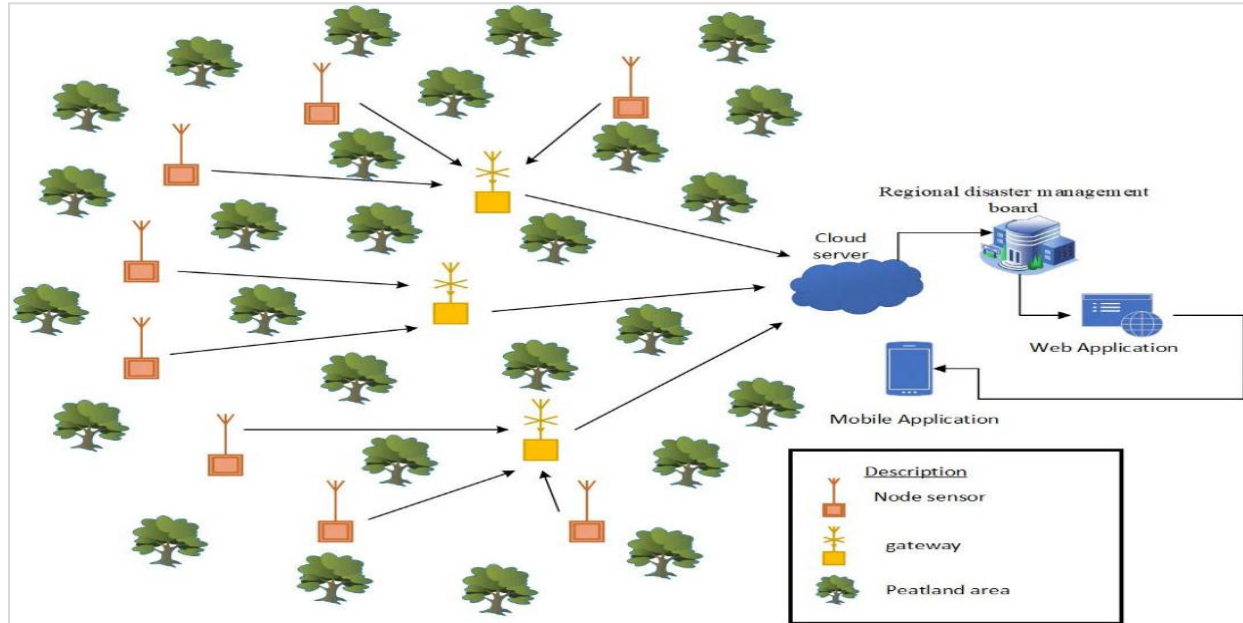 Regional disaster management
board
Cloud
server
Web Application
Mobile Application
Description
Node sensor
gateway
Peatland area